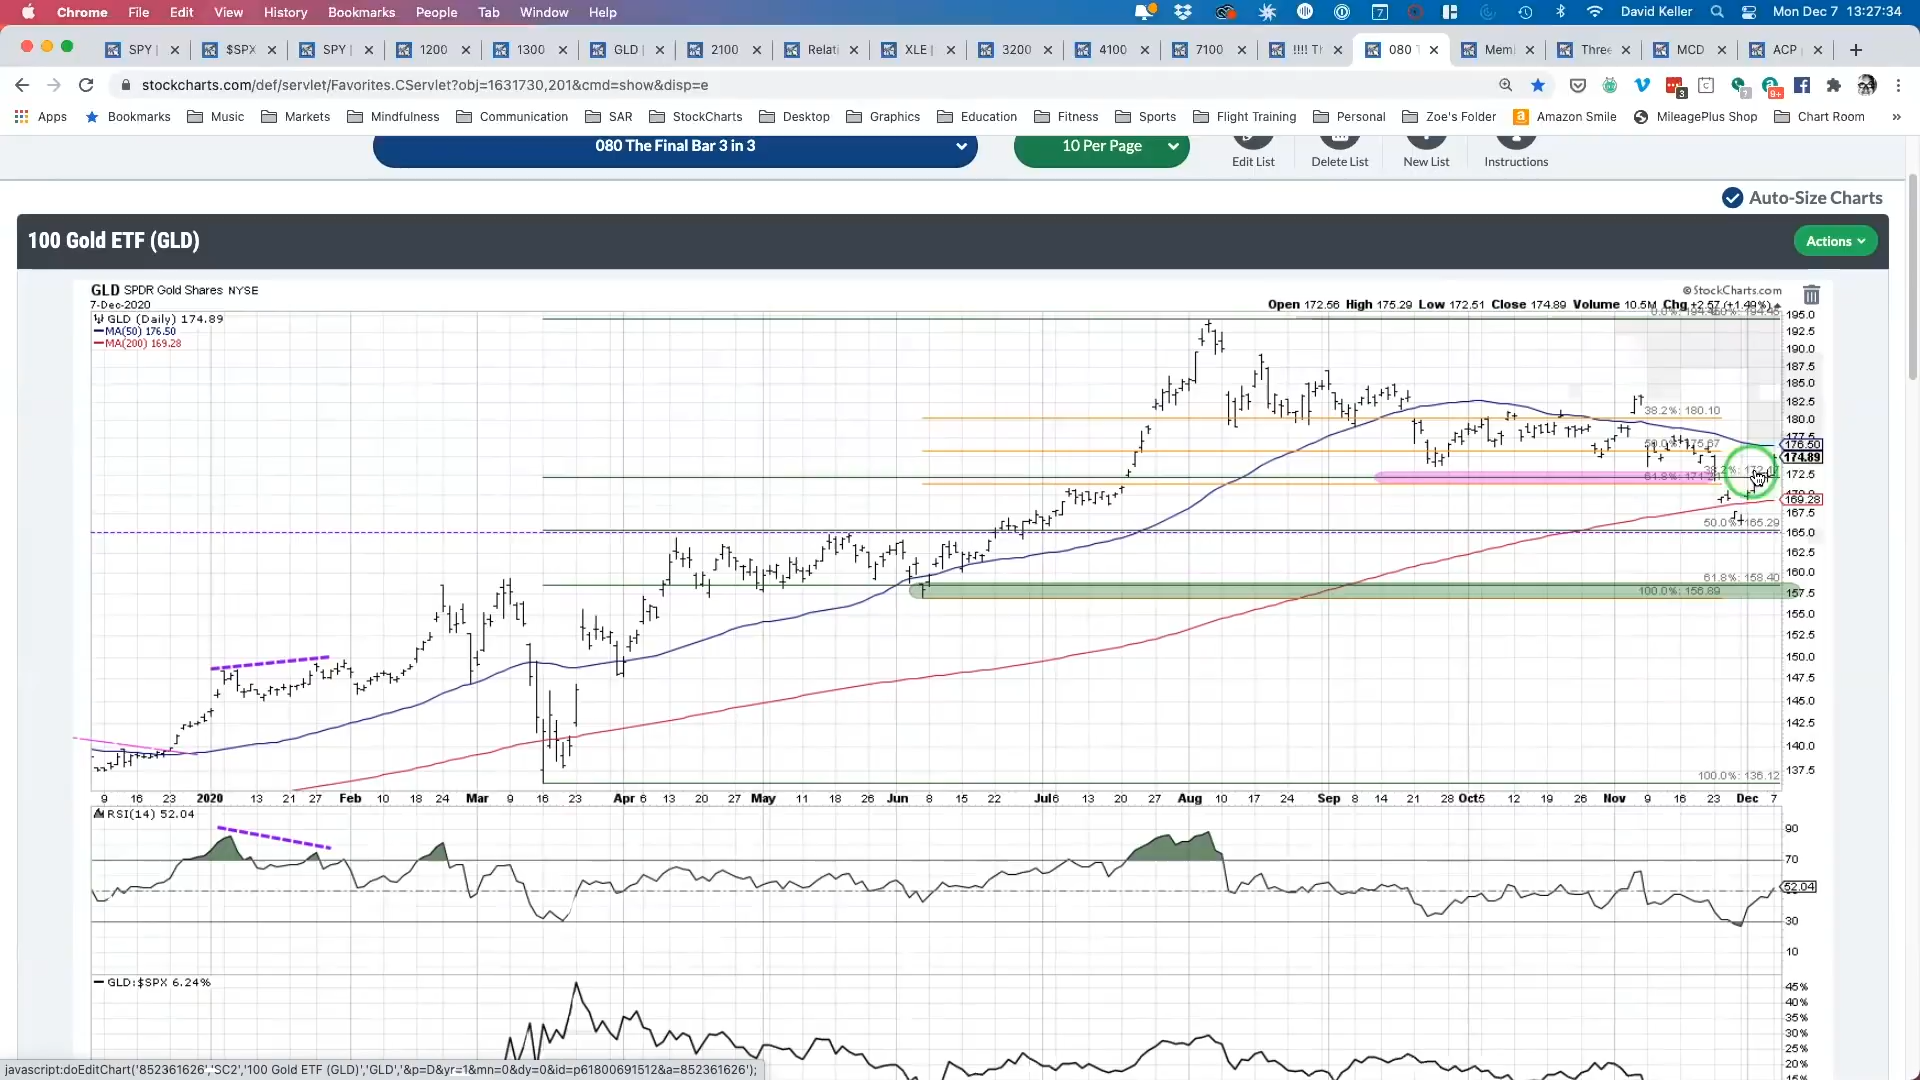 Chrome File Edit View History Bookmarks People Tab Window Help David Keller Mon Dec 7 13:27:34
SPY | $SPX SPY | 1200 1300 GLD | 2100 Relati XLE | 3200 4100 7100 !!!! Th 080 T Memb Three MCD ACP
stockcharts.com/def/servlet/Favorites.CServlet?obj=1631730,201&cmd=show&disp=e
Apps Bookmarks Music Markets Mindfulness Communication SAR StockCharts Desktop Graphics Education Fitness Sports Flight Training Personal Zoe's Folder Amazon Smile MileagePlus Shop Chart Room »
080 The Final Bar 3 in 3 10 Per Page
Edit List Delete List New List Instructions
Auto-Size Charts
100 Gold ETF (GLD) Actions
GLD SPDR Gold Shares NYSE © StockCharts.com
7-Dec-2020 Open 172.56 High 175.29 Low 172.51 Close 174.89 Volume 10.5M Chg +2.57 (+1.49%)
GLD (Daily) 174.89
MA(50) 176.50
MA(200) 169.28
195.0
192.5
190.0
187.5
185.0
182.5
38.2%: 180.10
180.0
177.5
176.50
50.0%: 175.67
174.89
172.5
169.28
167.5
50.0%: 165.29
165.0
162.5
160.0
61.8%: 158.40
157.5
100.0%: 156.89
155.0
152.5
150.0
147.5
145.0
142.5
140.0
100.0%: 136.12
137.5
9 16 23 2020 13 21 27 Feb 10 18 24 Mar 9 16 23 Apr 6 13 20 27 May 11 18 26 Jun 8 15 22 Jul 6 13 20 27 Aug 10 17 24 Sep 8 14 21 28 Oct 5 12 19 26 Nov 9 16 23 Dec 7
RSI(14) 52.04
90
70
52.04
30
10
GLD:$SPX 6.24%
45%
40%
35%
30%
25%
20%
javascript:doEditChart('852361626','SC2','100 Gold ETF (GLD)','GLD','&p=D&yr=1&mn=0&dy=0&id=p61800691512&a=852361626');